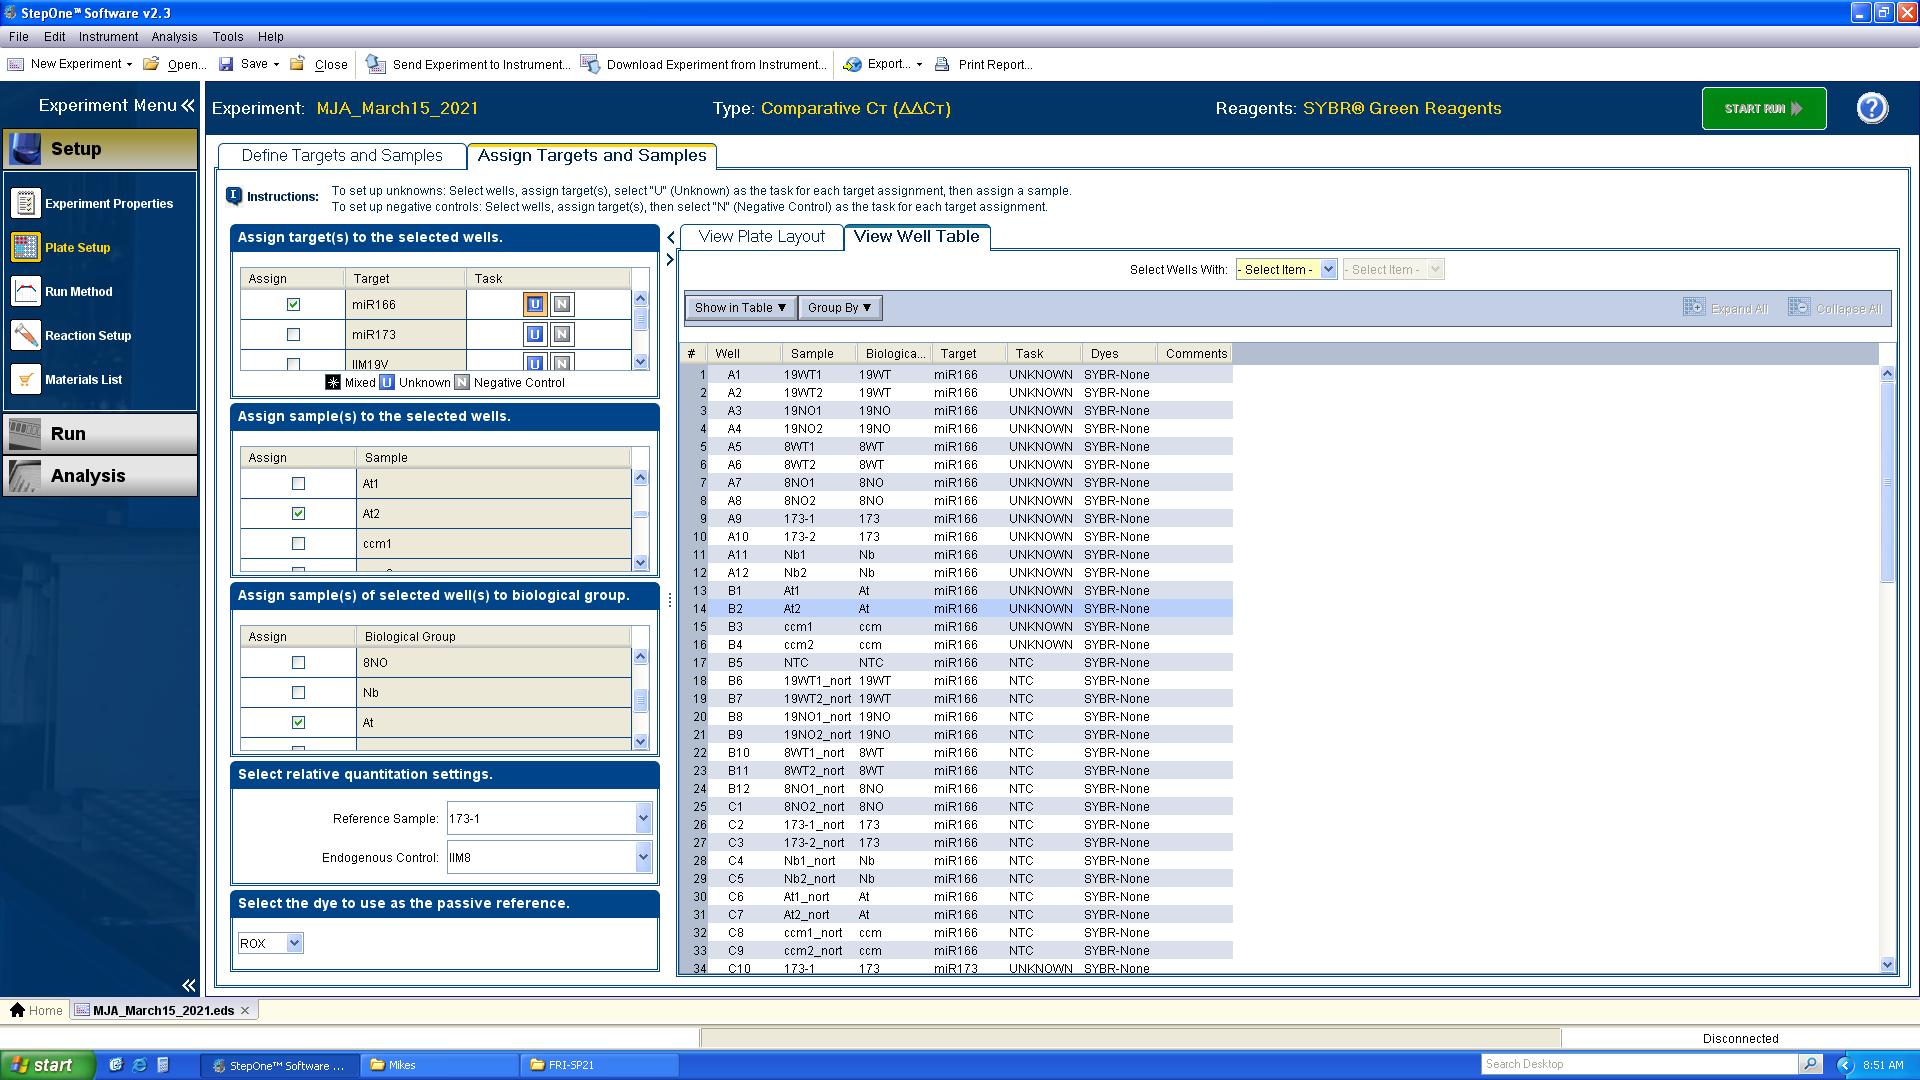 StepOne™ Software v2.3
File Edit Instrument Analysis Tools Help
New Experiment Open... Save Close Send Experiment to Instrument... Download Experiment from Instrument... Export... Print Report...
Experiment Menu «
Experiment: MJA_March15_2021 Type: Comparative Cт (ΔΔCт) Reagents: SYBR® Green Reagents START RUN
Setup
Experiment Properties
Plate Setup
Run Method
Reaction Setup
Materials List
Run
Analysis
Define Targets and Samples Assign Targets and Samples
Instructions: To set up unknowns: Select wells, assign target(s), select "U" (Unknown) as the task for each target assignment, then assign a sample.
To set up negative controls: Select wells, assign target(s), then select "N" (Negative Control) as the task for each target assignment.
Assign target(s) to the selected wells.
Assign Target Task
miR166 U N
miR173 U N
IIM19V U N
Mixed U Unknown N Negative Control
Assign sample(s) to the selected wells.
Assign Sample
At1
At2
ccm1
Assign sample(s) of selected well(s) to biological group.
Assign Biological Group
8NO
Nb
At
Select relative quantitation settings.
Reference Sample: 173-1
Endogenous Control: IIM8
Select the dye to use as the passive reference.
ROX
View Plate Layout View Well Table
Select Wells With: - Select Item - - Select Item -
Show in Table ▼ Group By ▼ Expand All Collapse All
# Well Sample Biologica... Target Task Dyes Comments
1 A1 19WT1 19WT miR166 UNKNOWN SYBR-None
2 A2 19WT2 19WT miR166 UNKNOWN SYBR-None
3 A3 19NO1 19NO miR166 UNKNOWN SYBR-None
4 A4 19NO2 19NO miR166 UNKNOWN SYBR-None
5 A5 8WT1 8WT miR166 UNKNOWN SYBR-None
6 A6 8WT2 8WT miR166 UNKNOWN SYBR-None
7 A7 8NO1 8NO miR166 UNKNOWN SYBR-None
8 A8 8NO2 8NO miR166 UNKNOWN SYBR-None
9 A9 173-1 173 miR166 UNKNOWN SYBR-None
10 A10 173-2 173 miR166 UNKNOWN SYBR-None
11 A11 Nb1 Nb miR166 UNKNOWN SYBR-None
12 A12 Nb2 Nb miR166 UNKNOWN SYBR-None
13 B1 At1 At miR166 UNKNOWN SYBR-None
14 B2 At2 At miR166 UNKNOWN SYBR-None
15 B3 ccm1 ccm miR166 UNKNOWN SYBR-None
16 B4 ccm2 ccm miR166 UNKNOWN SYBR-None
17 B5 NTC NTC miR166 NTC SYBR-None
18 B6 19WT1_nort 19WT miR166 NTC SYBR-None
19 B7 19WT2_nort 19WT miR166 NTC SYBR-None
20 B8 19NO1_nort 19NO miR166 NTC SYBR-None
21 B9 19NO2_nort 19NO miR166 NTC SYBR-None
22 B10 8WT1_nort 8WT miR166 NTC SYBR-None
23 B11 8WT2_nort 8WT miR166 NTC SYBR-None
24 B12 8NO1_nort 8NO miR166 NTC SYBR-None
25 C1 8NO2_nort 8NO miR166 NTC SYBR-None
26 C2 173-1_nort 173 miR166 NTC SYBR-None
27 C3 173-2_nort 173 miR166 NTC SYBR-None
28 C4 Nb1_nort Nb miR166 NTC SYBR-None
29 C5 Nb2_nort Nb miR166 NTC SYBR-None
30 C6 At1_nort At miR166 NTC SYBR-None
31 C7 At2_nort At miR166 NTC SYBR-None
32 C8 ccm1_nort ccm miR166 NTC SYBR-None
33 C9 ccm2_nort ccm miR166 NTC SYBR-None
34 C10 173-1 173 miR173 UNKNOWN SYBR-None
Home MJA_March15_2021.eds
Disconnected
start StepOne™ Software ... Mikes FRI-SP21 Search Desktop 8:51 AM